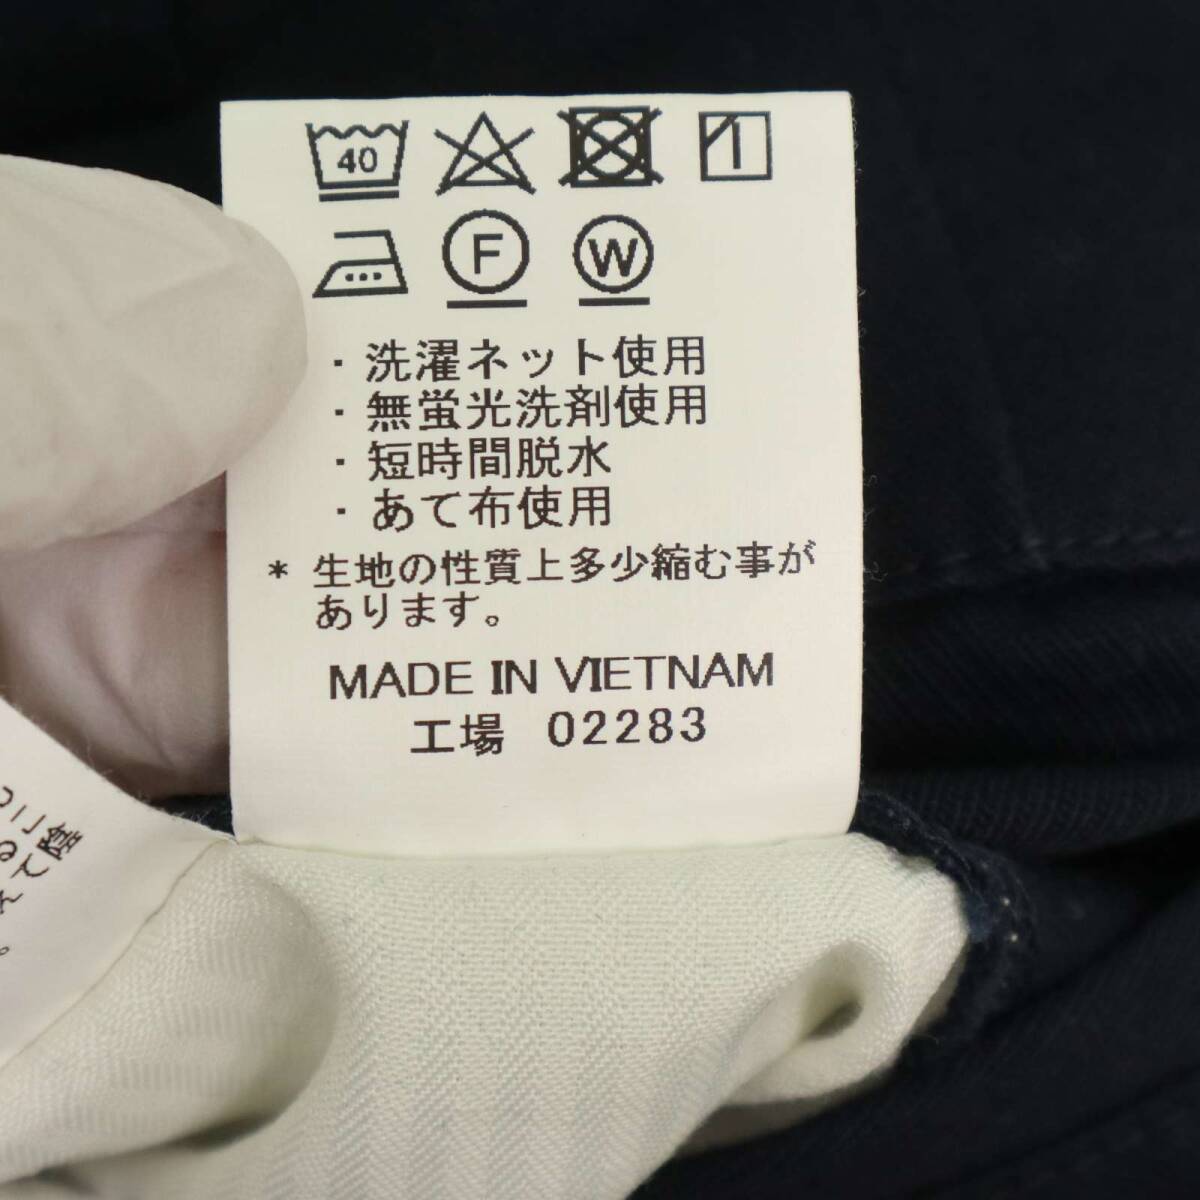 40
F W
・洗濯ネット使用
・無蛍光洗剤使用
・短時間脱水
・あて布使用
* 生地の性質上多少縮む事が
あります。
MADE IN VIETNAM
工場 02283